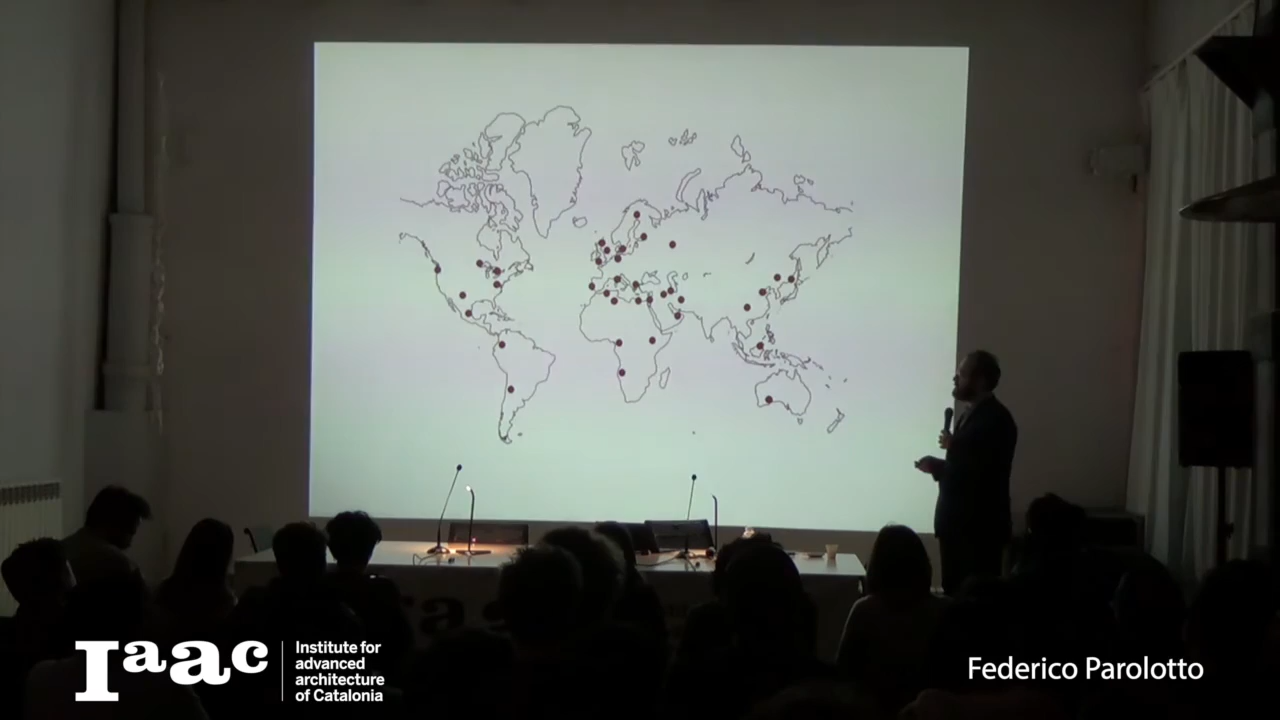 Iaac
Institute for
advanced
architecture
of Catalonia
Federico Parolotto